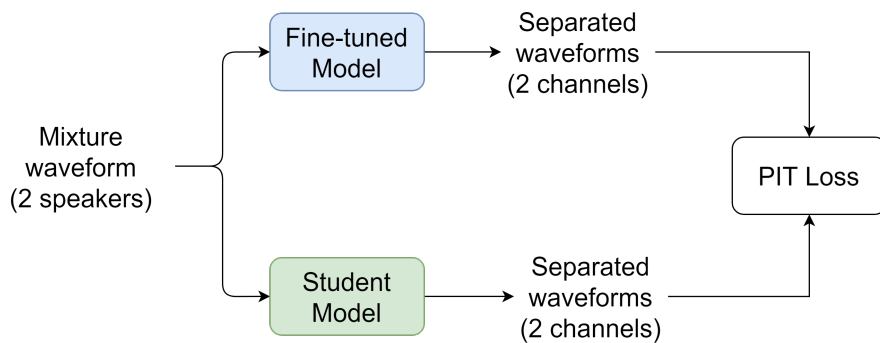 Mixture
waveform
(2 speakers)
Fine-tuned
Model
Separated
waveforms
(2 channels)
Student
Model
Separated
waveforms
(2 channels)
PIT Loss